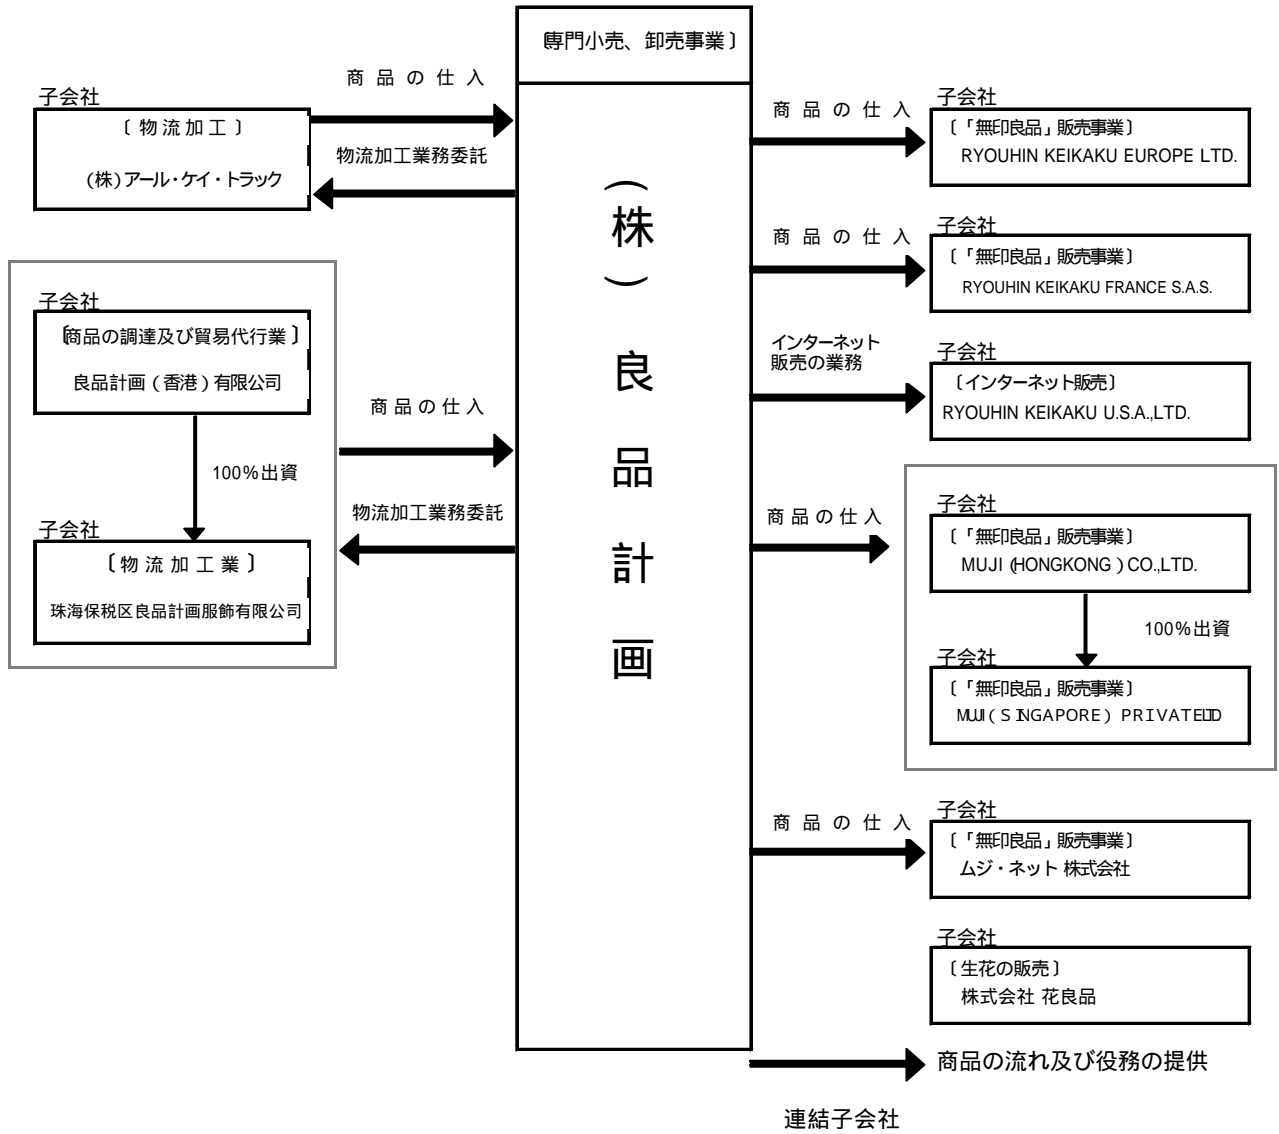 〔専門小売、卸売事業〕
商品の仕入
子会社
〔物流加工〕
(株)アール・ケイ・トラック
物流加工業務委託
子会社
〔商品の調達及び貿易代行業〕
良品計画(香港)有限公司
100%出資
商品の仕入
物流加工業務委託
子会社
〔物流加工業〕
珠海保税区良品計画服飾有限公司
(株)良品計画
商品の仕入
子会社
〔「無印良品」販売事業〕
RYOUHIN KEIKAKU EUROPE LTD.
商品の仕入
子会社
〔「無印良品」販売事業〕
RYOUHIN KEIKAKU FRANCE S.A.S.
インターネット
販売の業務
子会社
〔インターネット販売〕
RYOUHIN KEIKAKU U.S.A.,LTD.
商品の仕入
子会社
〔「無印良品」販売事業〕
MUJI (HONGKONG) CO.,LTD.
100%出資
子会社
〔「無印良品」販売事業〕
MUJI(SINGAPORE) PRIVATE LTD
商品の仕入
子会社
〔「無印良品」販売事業〕
ムジ・ネット 株式会社
子会社
〔生花の販売〕
株式会社 花良品
商品の流れ及び役務の提供
連結子会社